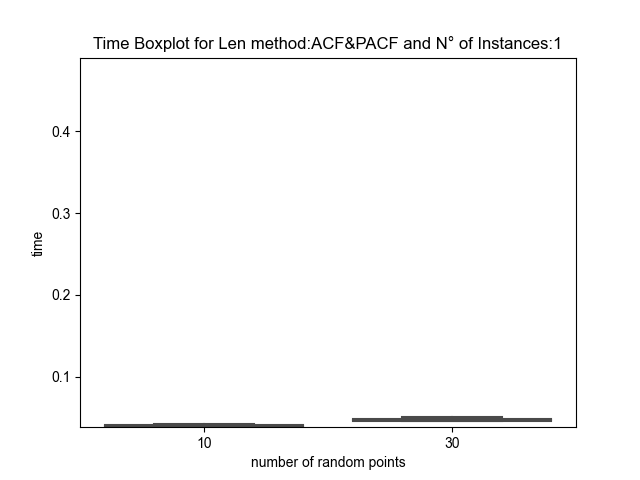 Time Boxplot for Len method:ACF&PACF and N° of Instances:1
0.4
0.3
0.2
0.1
time
10
30
number of random points